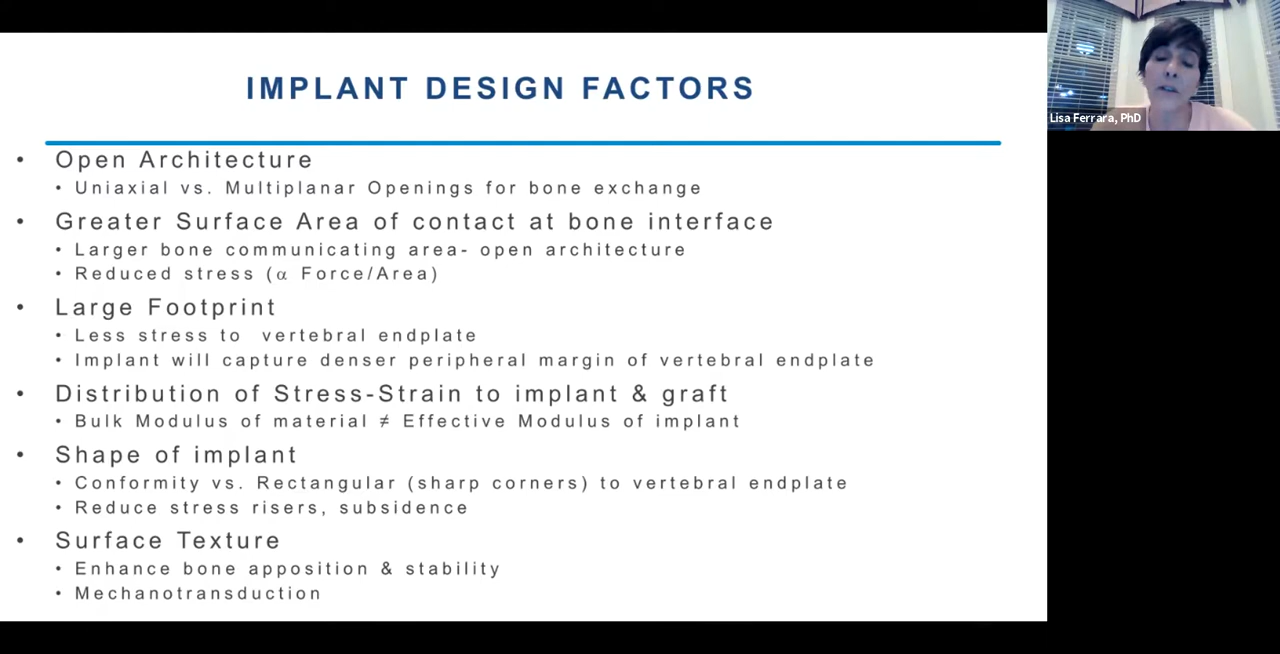 IMPLANT DESIGN FACTORS
• Open Architecture
• Uniaxial vs. Multiplanar Openings for bone exchange
• Greater Surface Area of contact at bone interface
• Larger bone communicating area- open architecture
• Reduced stress (α Force/Area)
• Large Footprint
• Less stress to vertebral endplate
• Implant will capture denser peripheral margin of vertebral endplate
• Distribution of Stress-Strain to implant & graft
• Bulk Modulus of material ≠ Effective Modulus of implant
• Shape of implant
• Conformity vs. Rectangular (sharp corners) to vertebral endplate
• Reduce stress risers, subsidence
• Surface Texture
• Enhance bone apposition & stability
• Mechanotransduction
Lisa Ferrara, PhD